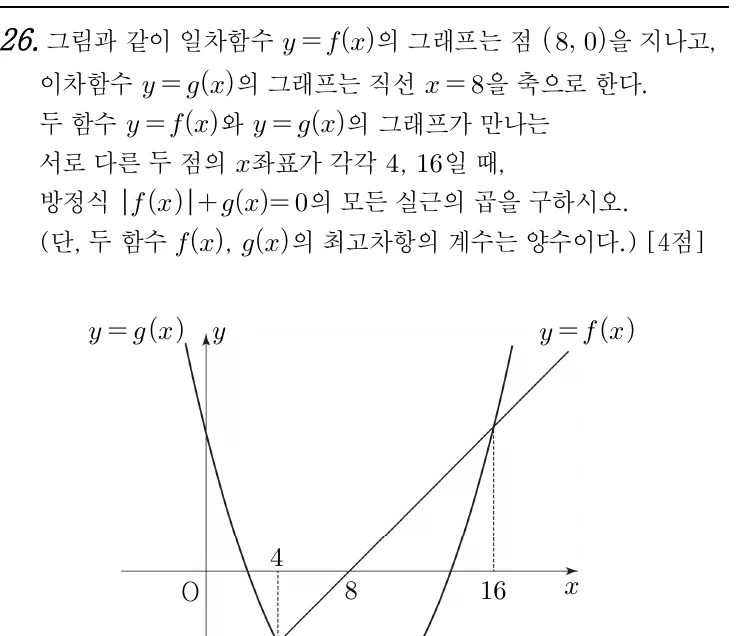 26. 그림과 같이 일차함수 y=f(x)의 그래프는 점 (8, 0)을 지나고,
이차함수 y=g(x)의 그래프는 직선 x=8을 축으로 한다.
두 함수 y=f(x)와 y=g(x)의 그래프가 만나는
서로 다른 두 점의 x좌표가 각각 4, 16일 때,
방정식 |f(x)|+g(x)=0의 모든 실근의 곱을 구하시오.
(단, 두 함수 f(x), g(x)의 최고차항의 계수는 양수이다.) [4점]
y=g(x) y y=f(x)
4
O 8 16 x